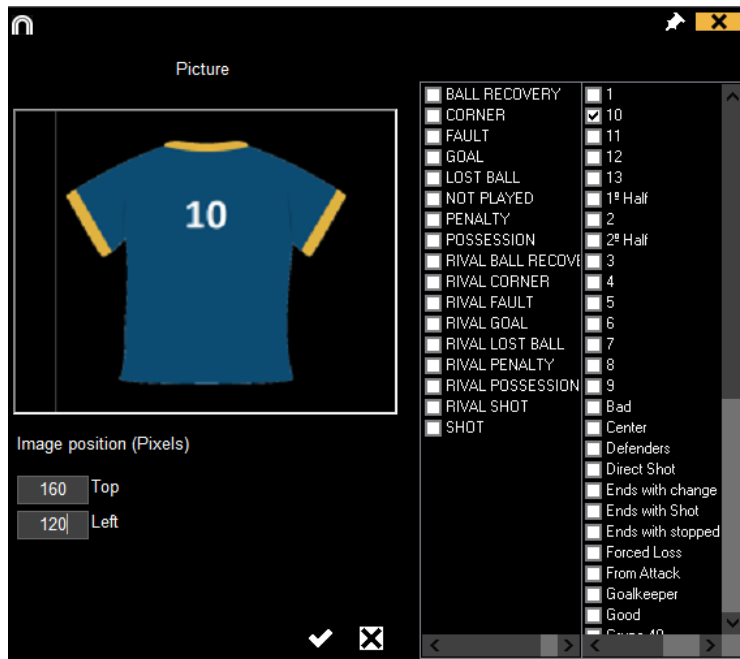 Picture
10
Image position (Pixels)
160 Top
120 Left
BALL RECOVERY
CORNER
FAULT
GOAL
LOST BALL
NOT PLAYED
PENALTY
POSSESSION
RIVAL BALL RECOVE
RIVAL CORNER
RIVAL FAULT
RIVAL GOAL
RIVAL LOST BALL
RIVAL PENALTY
RIVAL POSSESSION
RIVAL SHOT
SHOT
1
10
11
12
13
1º Half
2
2º Half
3
4
5
6
7
8
9
Bad
Center
Defenders
Direct Shot
Ends with change
Ends with Shot
Ends with stopped
Forced Loss
From Attack
Goalkeeper
Good